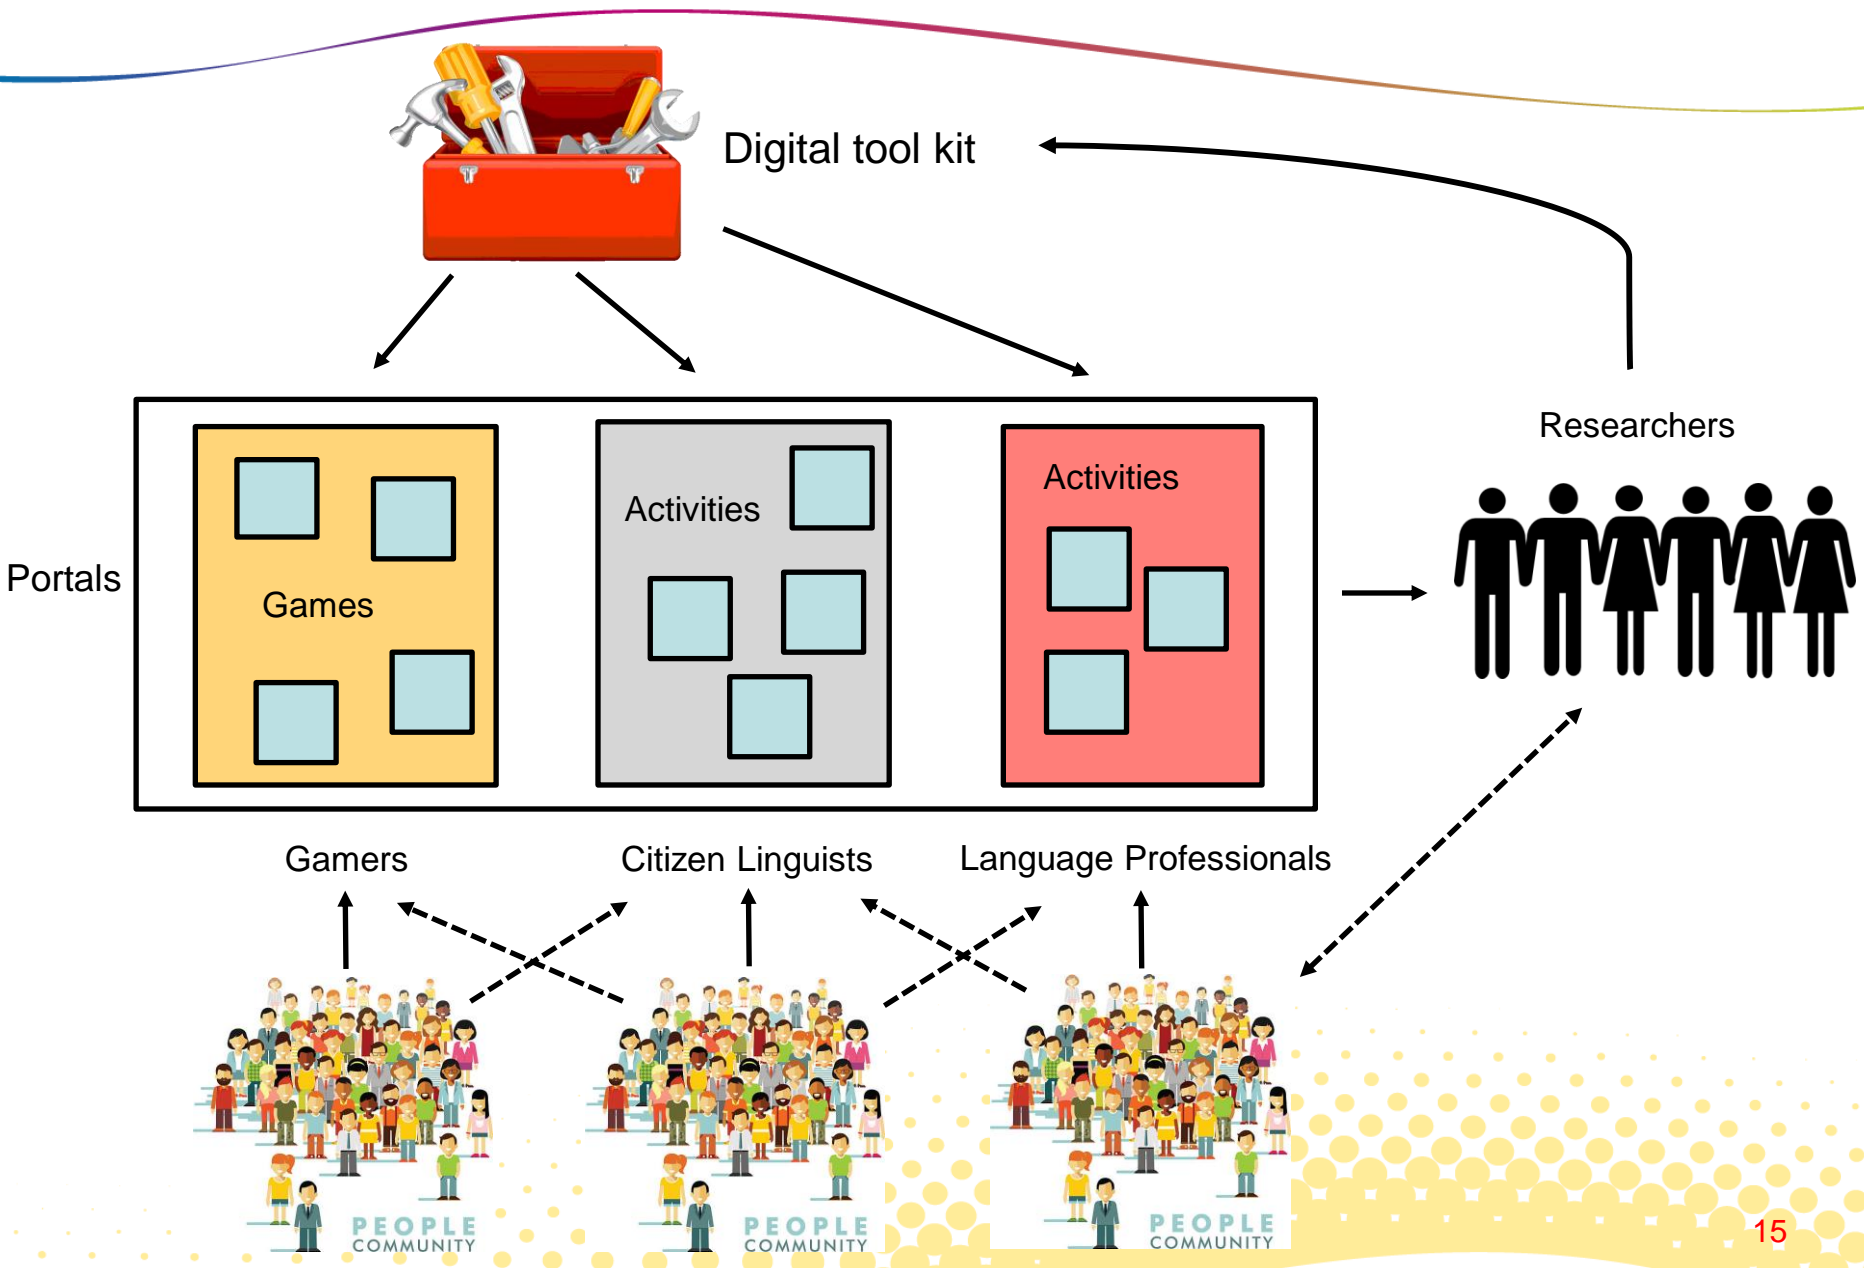 Digital tool kit
Researchers
Portals
Games
Activities
Activities
Gamers
Citizen Linguists
Language Professionals
PEOPLE
COMMUNITY
PEOPLE
COMMUNITY
PEOPLE
COMMUNITY
15